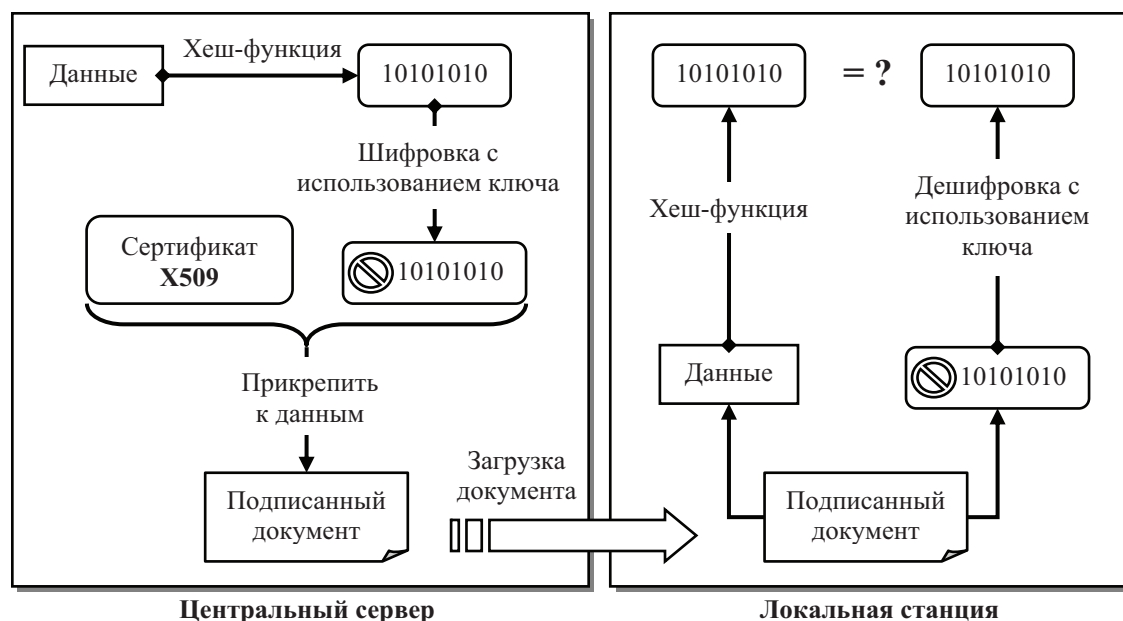 Хеш-функция
Данные
10101010
Шифровка с
использованием ключа
Сертификат
X509
10101010
Прикрепить
к данным
Подписанный
документ
Загрузка
документа
Центральный сервер
10101010
= ?
10101010
Хеш-функция
Дешифровка с
использованием
ключа
Данные
10101010
Подписанный
документ
Локальная станция